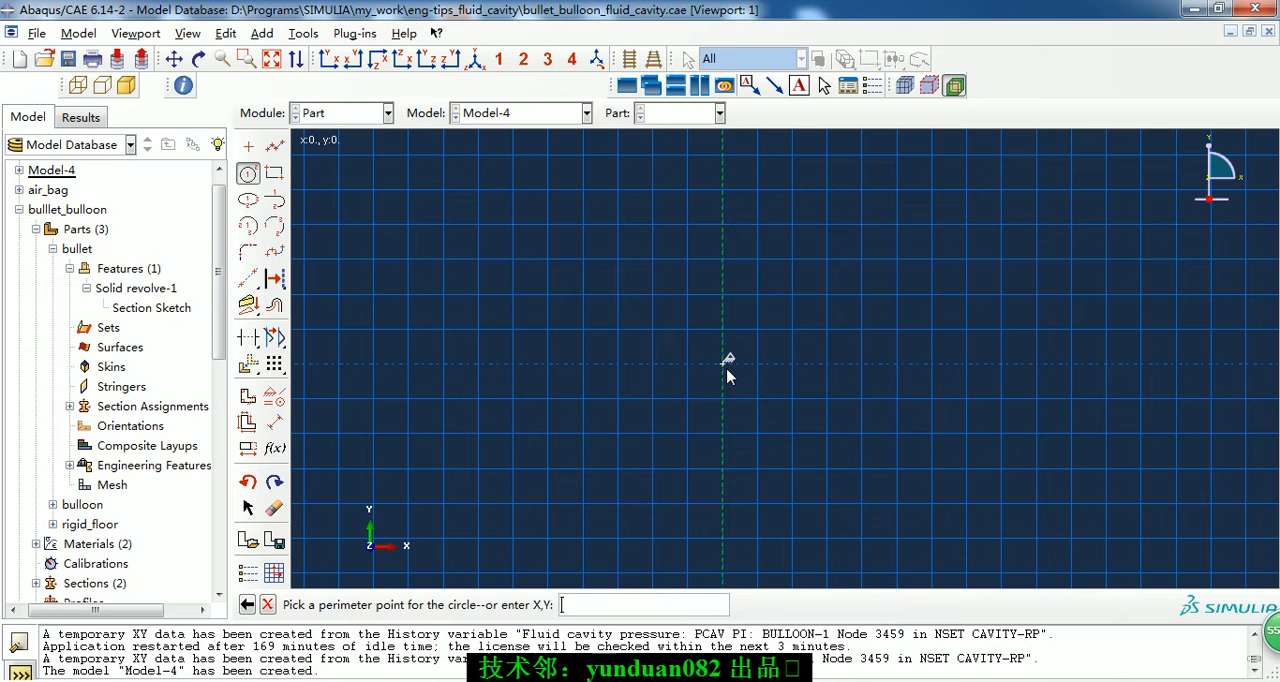 Abaqus/CAE 6.14-2 - Model Database: D:\Programs\SIMULIA\my_work\eng-tips_fluid_cavity\bullet_bulloon_fluid_cavity.cae [Viewport: 1]
File Model Viewport View Edit Add Tools Plug-ins Help
1 2 3 4 All
Model Results Module: Part Model: Model-4 Part:
Model Database
x:0., y:0.
Model-4
air_bag
bulllet_bulloon
Parts (3)
bullet
Features (1)
Solid revolve-1
Section Sketch
Sets
Surfaces
Skins
Stringers
Section Assignments
Orientations
Composite Layups
Engineering Features
Mesh
bulloon
rigid_floor
Materials (2)
Calibrations
Sections (2)
Y
Z X
Y
X
f(x)
Pick a perimeter point for the circle--or enter X,Y:
SIMULIA
A temporary XY data has been created from the History variable "Fluid cavity pressure: PCAV PI: BULLOON-1 Node 3459 in NSET CAVITY-RP".
Application restarted after 169 minutes of idle time; the license will be checked within the next 3 minutes.
A temporary XY data has been created from the History va
Node 3459 in NSET CAVITY-RP".
The model "Model-4" has been created.
技术邻：yunduan082 出品
55